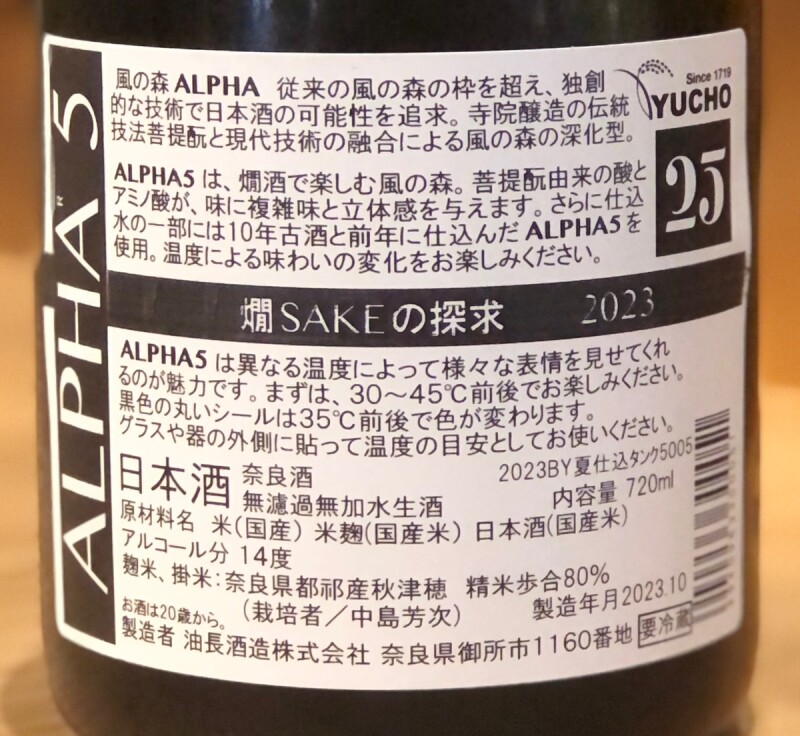 ALPHAド5
風の森 ALPHA 従来の風の森の枠を超え、独創
的な技術で日本酒の可能性を追求。寺院醸造の伝統
技法菩提酛と現代技術の融合による風の森の深化型。
Since 1719
YUCHO
ALPHA5 は、燗酒で楽しむ風の森。菩提酛由来の酸と
アミノ酸が、味に複雑味と立体感を与えます。さらに仕込
水の一部には10年古酒と前年に仕込んだ ALPHA5 を
使用。温度による味わいの変化をお楽しみください。
25
燗SAKEの探求 2023
ALPHA5 は異なる温度によって様々な表情を見せてくれ
るのが魅力です。まずは、30～45℃前後でお楽しみください。
黒色の丸いシールは35℃前後で色が変わります。
グラスや器の外側に貼って温度の目安としてお使いください。
日本酒 奈良酒
無濾過無加水生酒
2023BY夏仕込タンク5005
内容量 720ml
原材料名 米(国産) 米麹(国産米) 日本酒(国産米)
アルコール分 14度
麹米、掛米:奈良県都祁産秋津穂 精米歩合80%
お酒は20歳から。(栽培者/中島芳次) 製造年月2023.10
製造者 油長酒造株式会社 奈良県御所市1160番地 要冷蔵